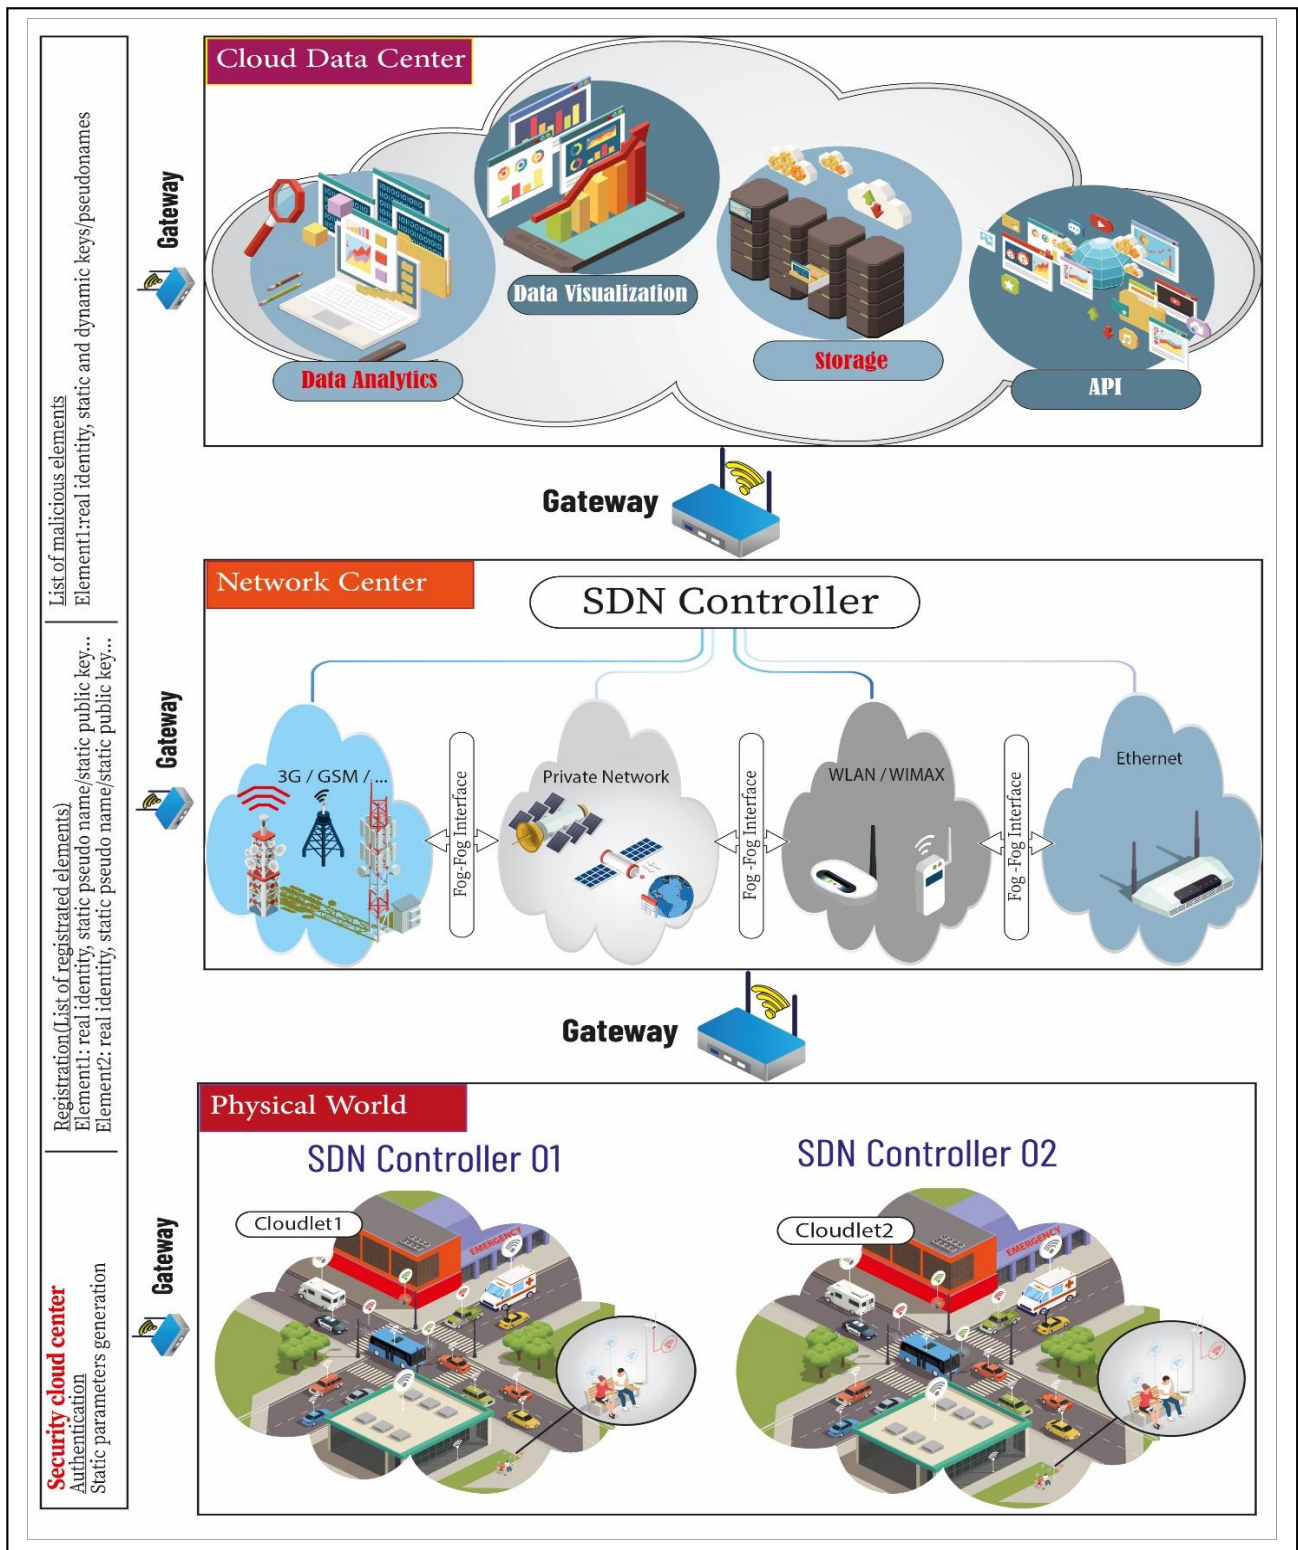 Cloud Data Center
Data Analytics
Data Visualization
Storage
API
Gateway
Gateway
Network Center
SDN Controller
3G / GSM / ...
Fog-Fog Interface
Private Network
Fog -Fog Interface
WLAN / WIMAX
Fog -Fog Interface
Ethernet
Gateway
Gateway
Physical World
SDN Controller 01
SDN Controller 02
Cloudlet1
EMERGENCY
Cloudlet2
EMERGENCY
Gateway
Security cloud center
Authentication
Static parameters generation
Registration(List of registrated elements)
Element1: real identity, static pseudo name/static public key...
Element2: real identity, static pseudo name/static public key...
List of malicious elements
Element1:real identity, static and dynamic keys/pseudonames